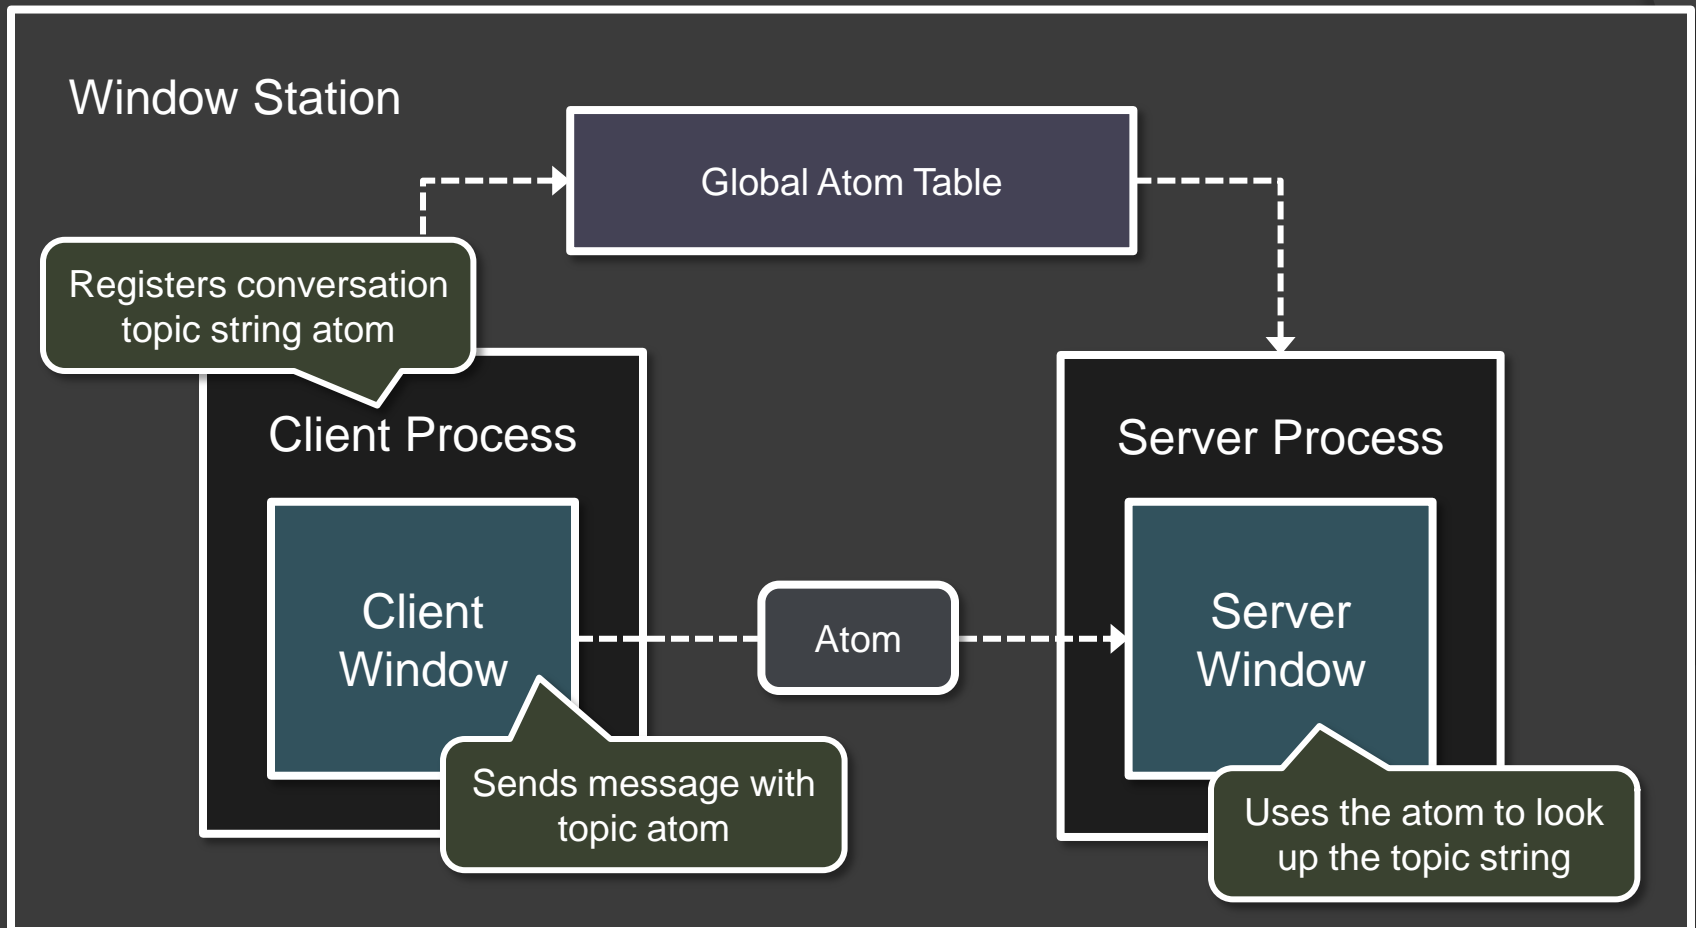 Window Station
Global Atom Table
Registers conversation
topic string atom
Client Process
Server Process
Client
Window
Atom
Server
Window
Sends message with
topic atom
Uses the atom to look
up the topic string